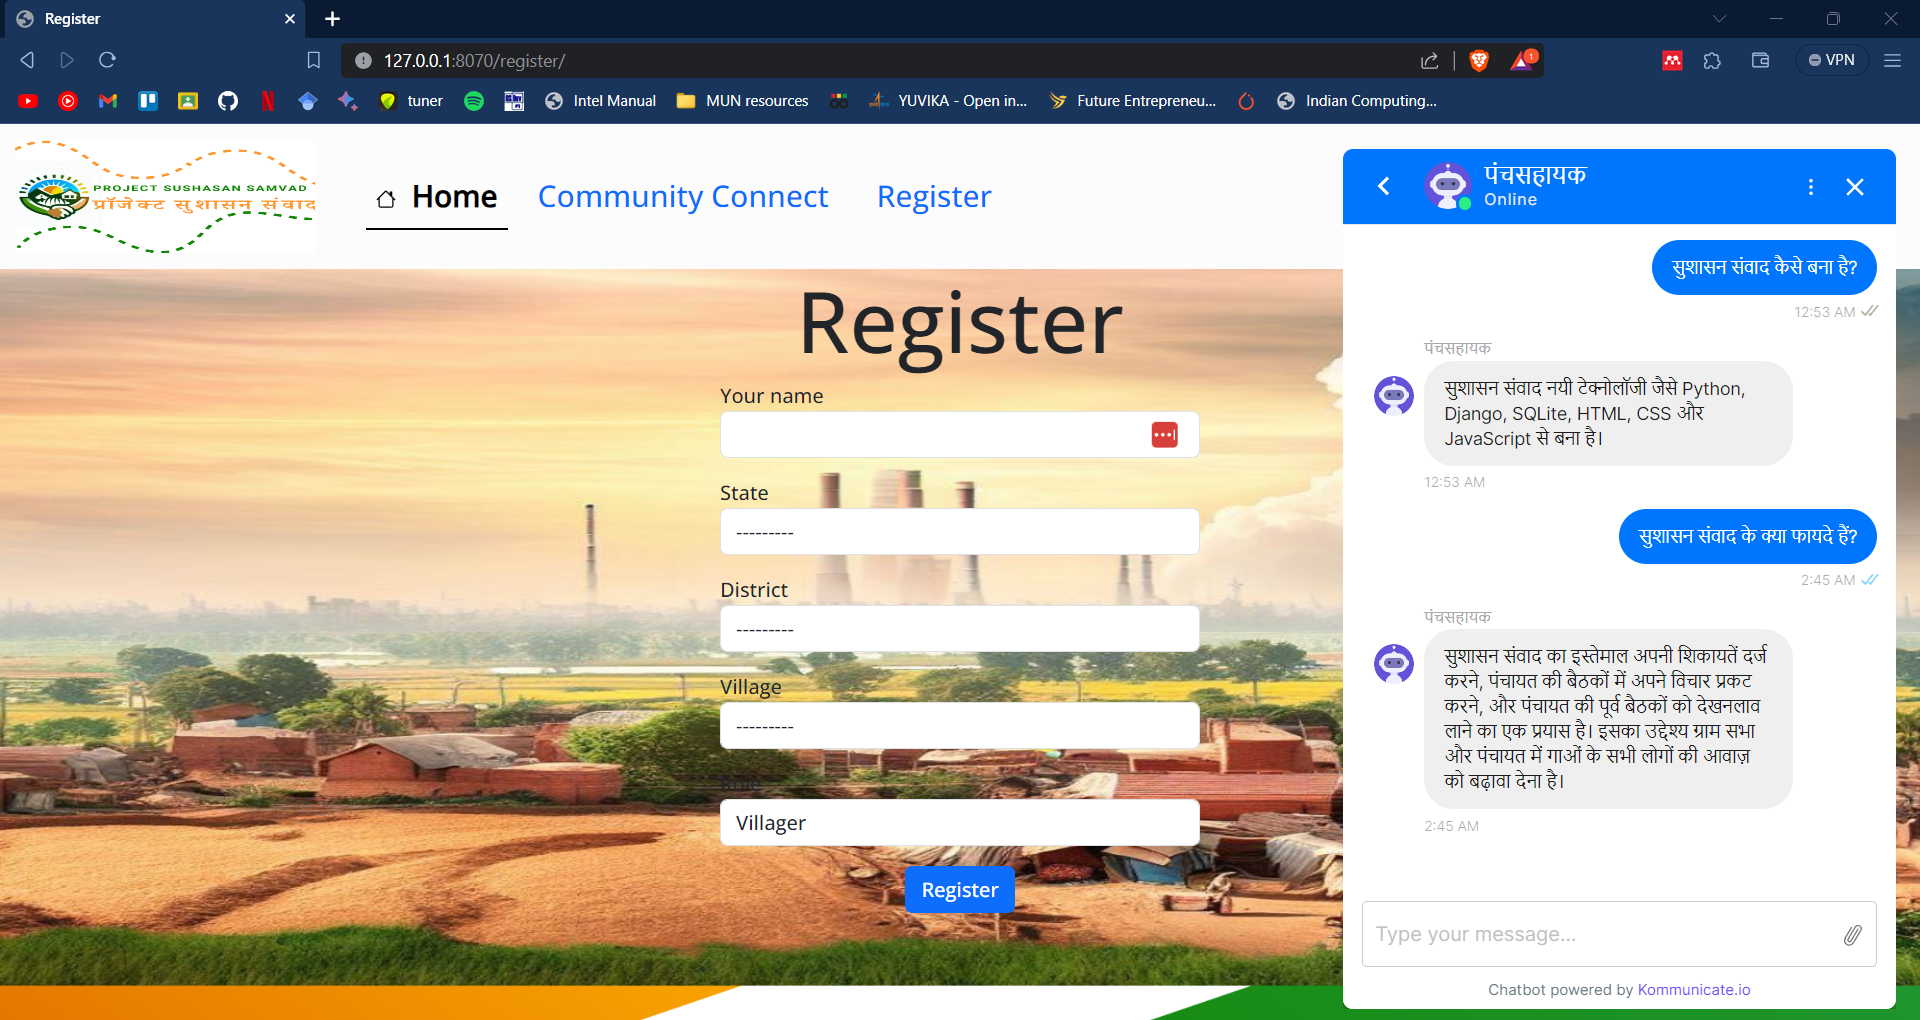 Register
127.0.0.1:8070/register/
1
VPN
tuner
Intel Manual
MUN resources
YUVIKA - Open in...
Future Entrepreneu...
Indian Computing...
PROJECT SUSHASAN SAMVAD
प्रॉजेक्ट सुशासन संवाद
Home
Community Connect
Register
Register
Your name
State
---------
District
---------
Village
---------
Role
Villager
Register
पंचसहायक
Online
सुशासन संवाद कैसे बना है?
12:53 AM
पंचसहायक
सुशासन संवाद नयी टेक्नोलॉजी जैसे Python,
Django, SQLite, HTML, CSS और
JavaScript से बना है।
12:53 AM
सुशासन संवाद के क्या फायदे हैं?
2:45 AM
पंचसहायक
सुशासन संवाद का इस्तेमाल अपनी शिकायतें दर्ज
करने, पंचायत की बैठकों में अपने विचार प्रकट
करने, और पंचायत की पूर्व बैठकों को देखनलाव
लाने का एक प्रयास है। इसका उद्देश्य ग्राम सभा
और पंचायत में गाओं के सभी लोगों की आवाज़
को बढ़ावा देना है।
2:45 AM
Type your message...
Chatbot powered by Kommunicate.io